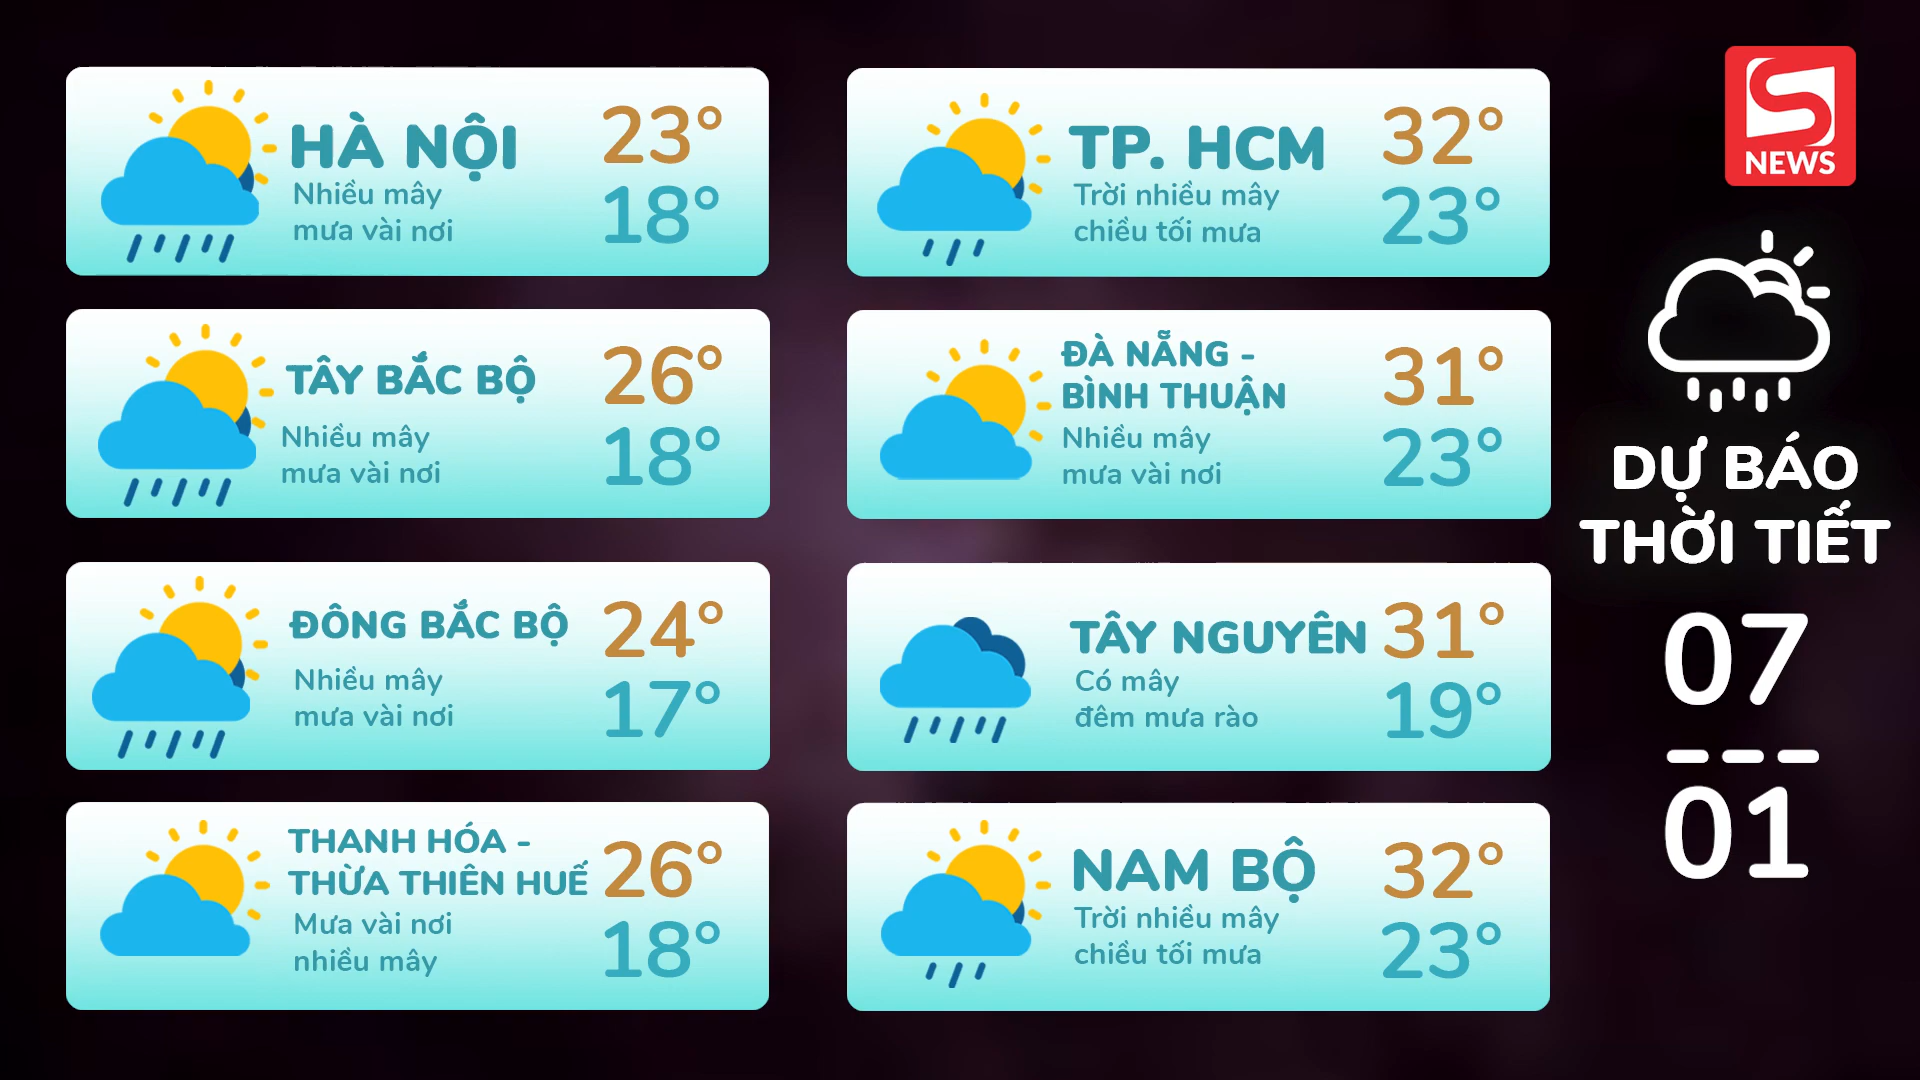 HÀ NỘI
Nhiều mây
mưa vài nơi
23°
18°
TP. HCM
Trời nhiều mây
chiều tối mưa
32°
23°
TÂY BẮC BỘ
Nhiều mây
mưa vài nơi
26°
18°
ĐÀ NẴNG -
BÌNH THUẬN
Nhiều mây
mưa vài nơi
31°
23°
ĐÔNG BẮC BỘ
Nhiều mây
mưa vài nơi
24°
17°
TÂY NGUYÊN
Có mây
đêm mưa rào
31°
19°
THANH HÓA -
THỪA THIÊN HUẾ
Mưa vài nơi
nhiều mây
26°
18°
NAM BỘ
Trời nhiều mây
chiều tối mưa
32°
23°
S
NEWS
DỰ BÁO
THỜI TIẾT
07
01